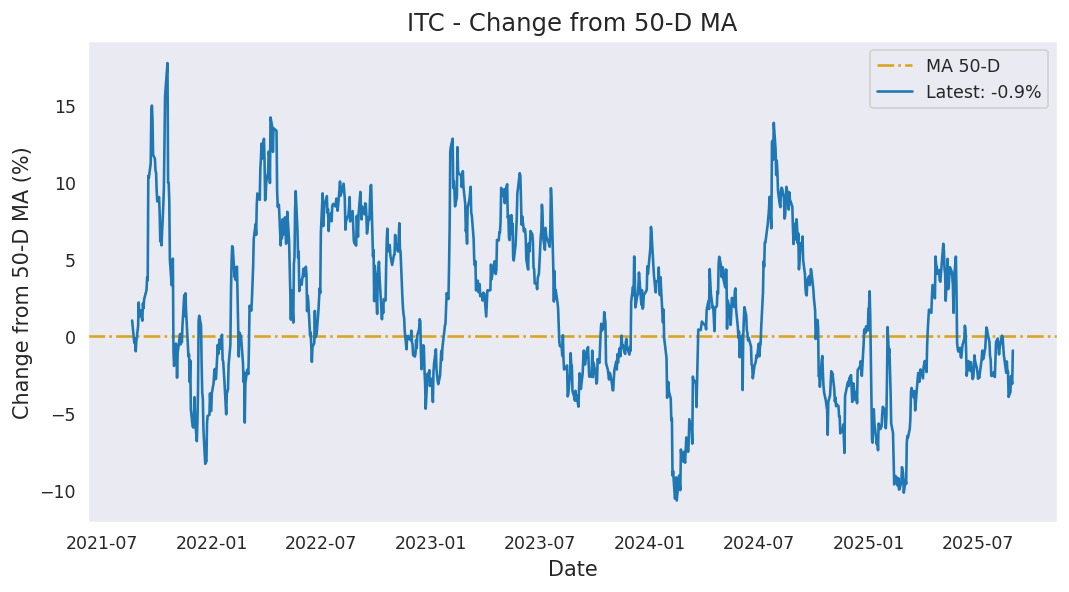 ITC - Change from 50-D MA
MA 50-D
Latest: -0.9%
Change from 50-D MA (%)
15
10
5
0
−5
−10
2021-07 2022-01 2022-07 2023-01 2023-07 2024-01 2024-07 2025-01 2025-07
Date